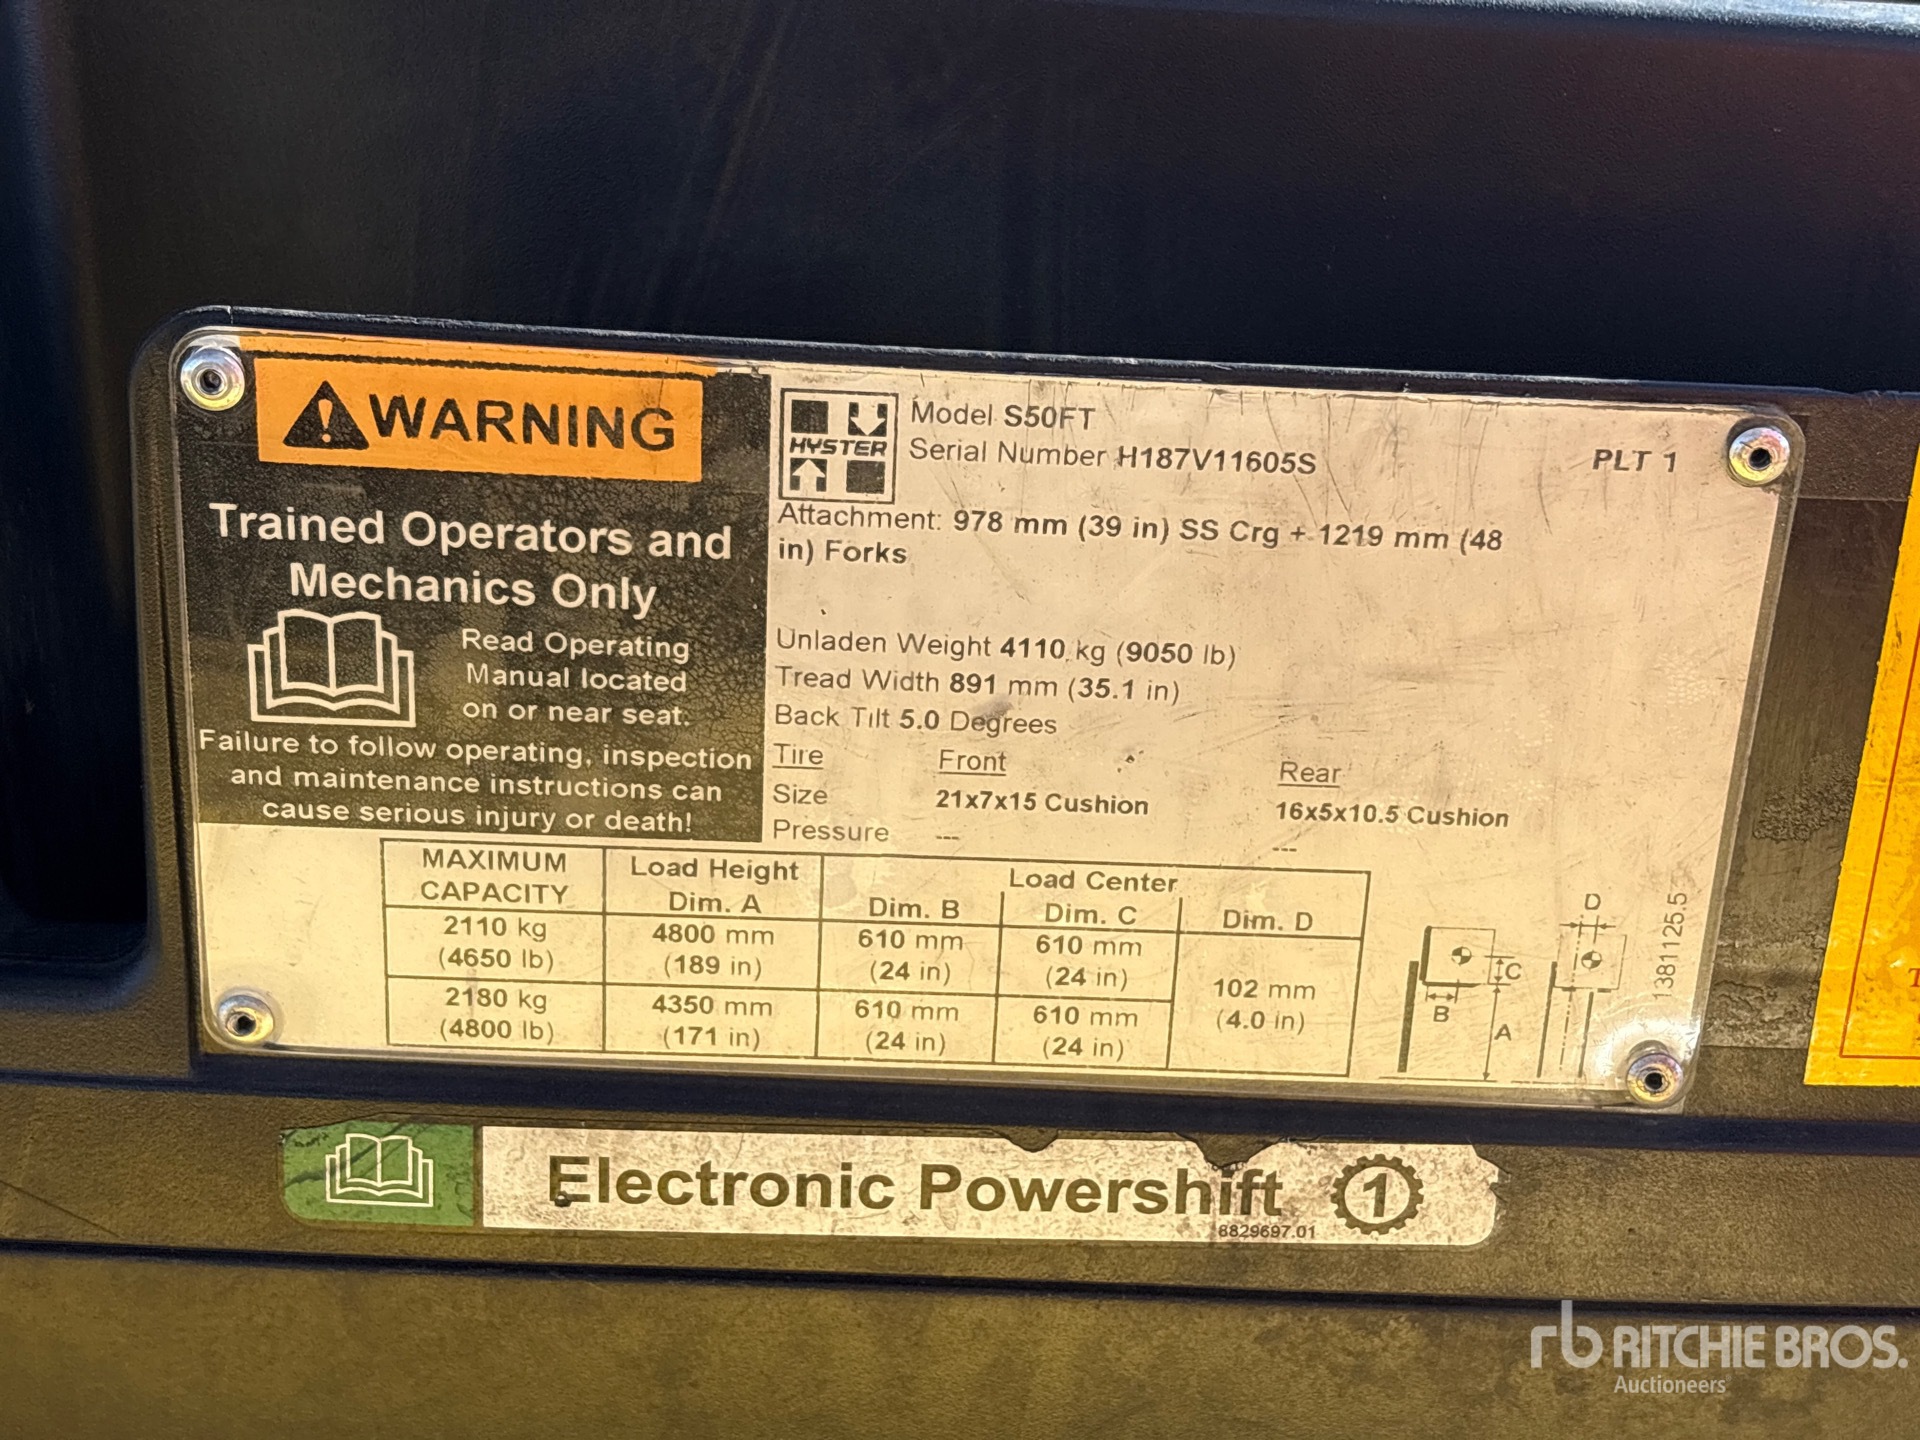 WARNING
Trained Operators and
Mechanics Only
Read Operating
Manual located
on or near seat.
Failure to follow operating, inspection
and maintenance instructions can
cause serious injury or death!
HYSTER
Model S50FT
Serial Number H187V11605S
PLT 1
Attachment: 978 mm (39 in) SS Crg + 1219 mm (48
in) Forks
Unladen Weight 4110 kg (9050 lb)
Tread Width 891 mm (35.1 in)
Back Tilt 5.0 Degrees
Tire Front Rear
Size 21x7x15 Cushion 16x5x10.5 Cushion
Pressure --- ---
MAXIMUM CAPACITY Load Height Dim. A Load Center
Dim. B Dim. C Dim. D
2110 kg 4800 mm 610 mm 610 mm
(4650 lb) (189 in) (24 in) (24 in)
102 mm
(4.0 in)
2180 kg 4350 mm 610 mm 610 mm
(4800 lb) (171 in) (24 in) (24 in)
B C A D
1381125.5
Electronic Powershift 1
8829697.01
rb RITCHIE BROS.
Auctioneers